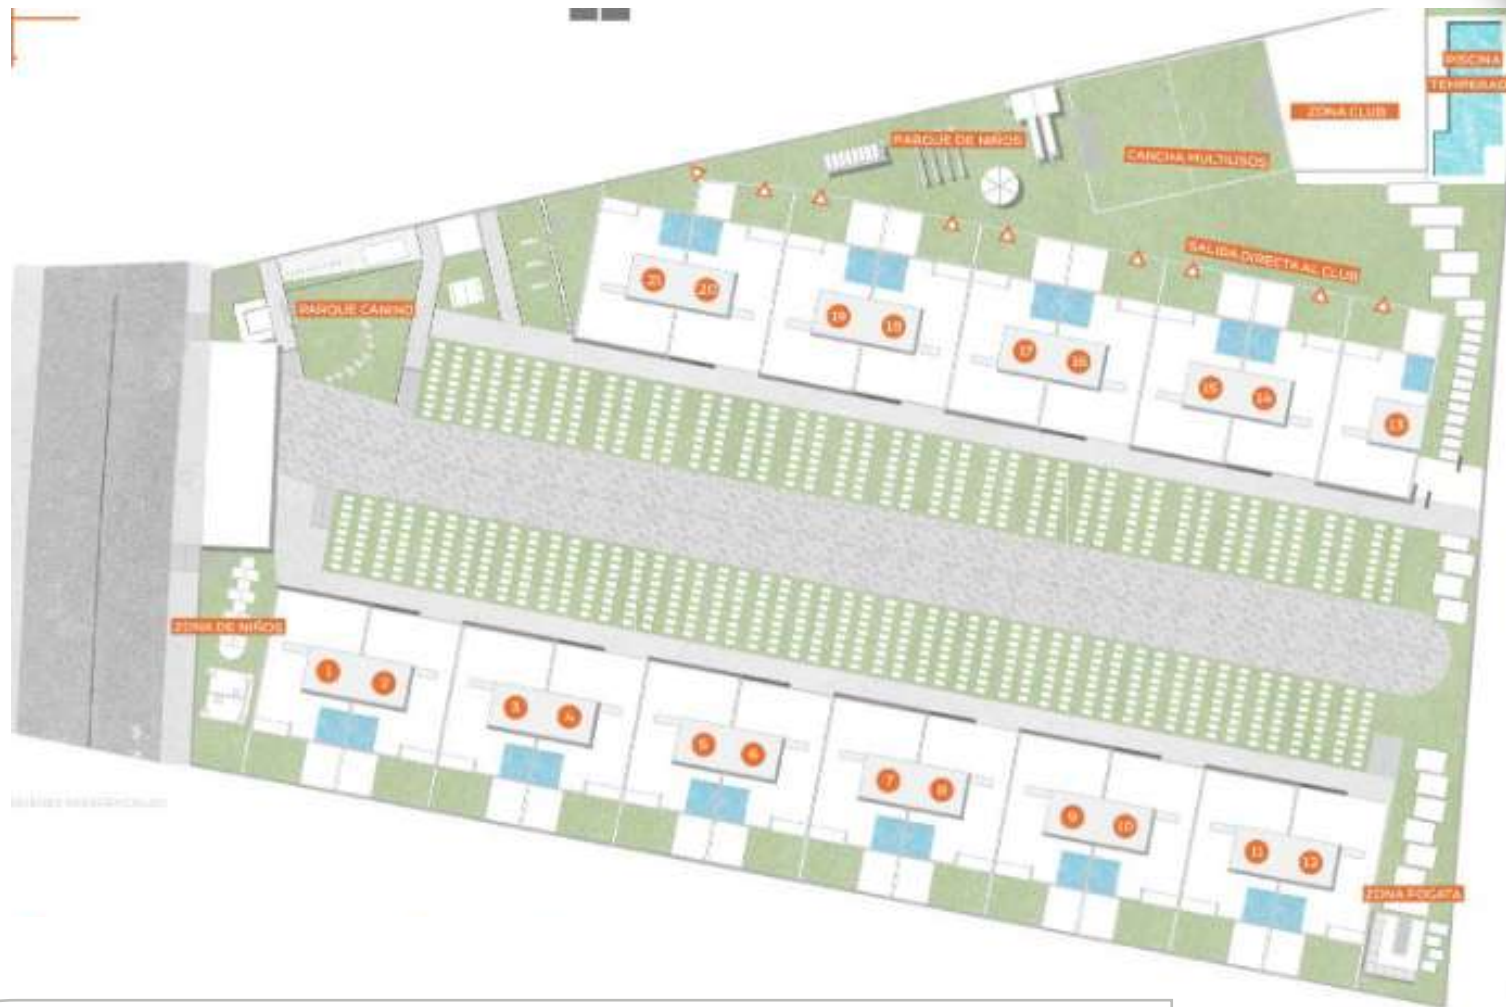 PISCINA
TEMPERADA
ZONA CLUB
PARQUE DE NIÑOS
CANCHA MULTIUSOS
SALIDA DIRECTA AL CLUB
PARQUE CANINO
21
20
19
18
17
16
15
14
13
ZONA DE NIÑOS
1
2
3
4
5
6
7
8
9
10
11
12
ZONA FOGATA